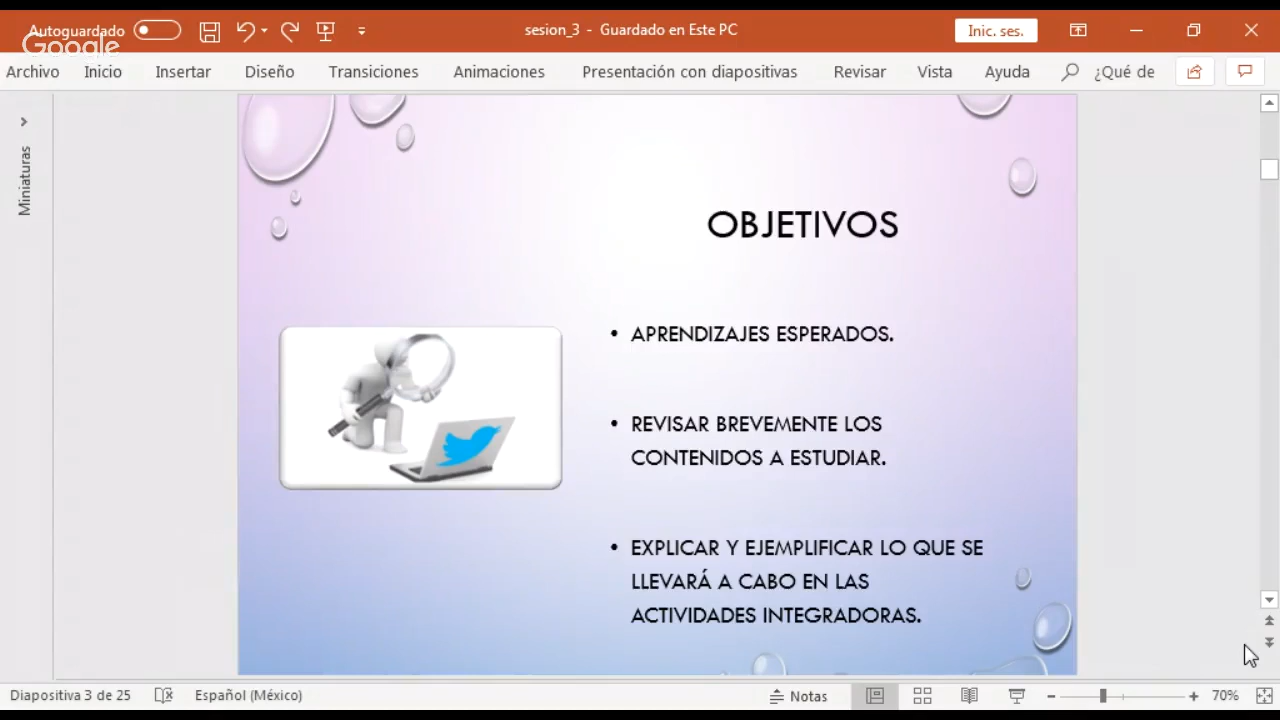 Autoguardado
sesion_3 - Guardado en Este PC
Inic. ses.
Google
Archivo Inicio Insertar Diseño Transiciones Animaciones Presentación con diapositivas Revisar Vista Ayuda ¿Qué de
Miniaturas
OBJETIVOS
• APRENDIZAJES ESPERADOS.
• REVISAR BREVEMENTE LOS
CONTENIDOS A ESTUDIAR.
• EXPLICAR Y EJEMPLIFICAR LO QUE SE
LLEVARÁ A CABO EN LAS
ACTIVIDADES INTEGRADORAS.
Diapositiva 3 de 25 Español (México) Notas 70%